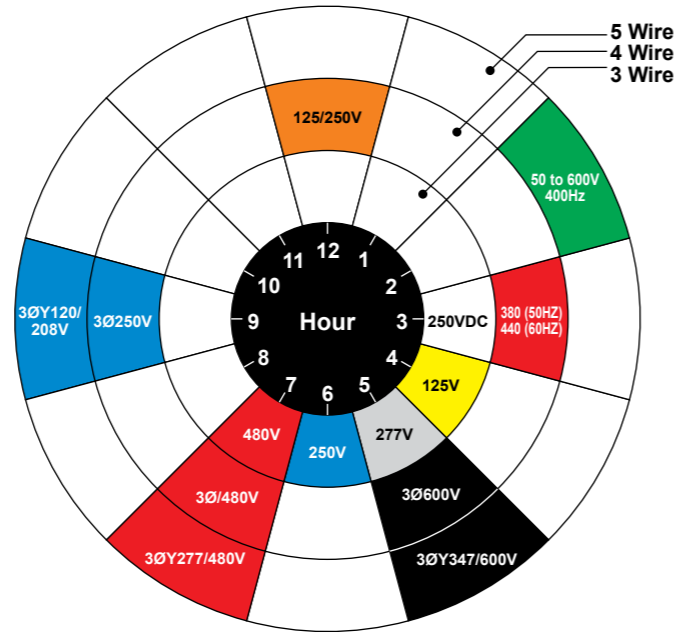 5 Wire
4 Wire
3 Wire
125/250V
50 to 600V
400Hz
12
11
1
10
2
3ØY120/
208V
3Ø250V
9
Hour
3
250VDC
380 (50HZ)
440 (60HZ)
8
4
125V
7
6
5
480V
250V
277V
3Ø/480V
3Ø600V
3ØY277/480V
3ØY347/600V